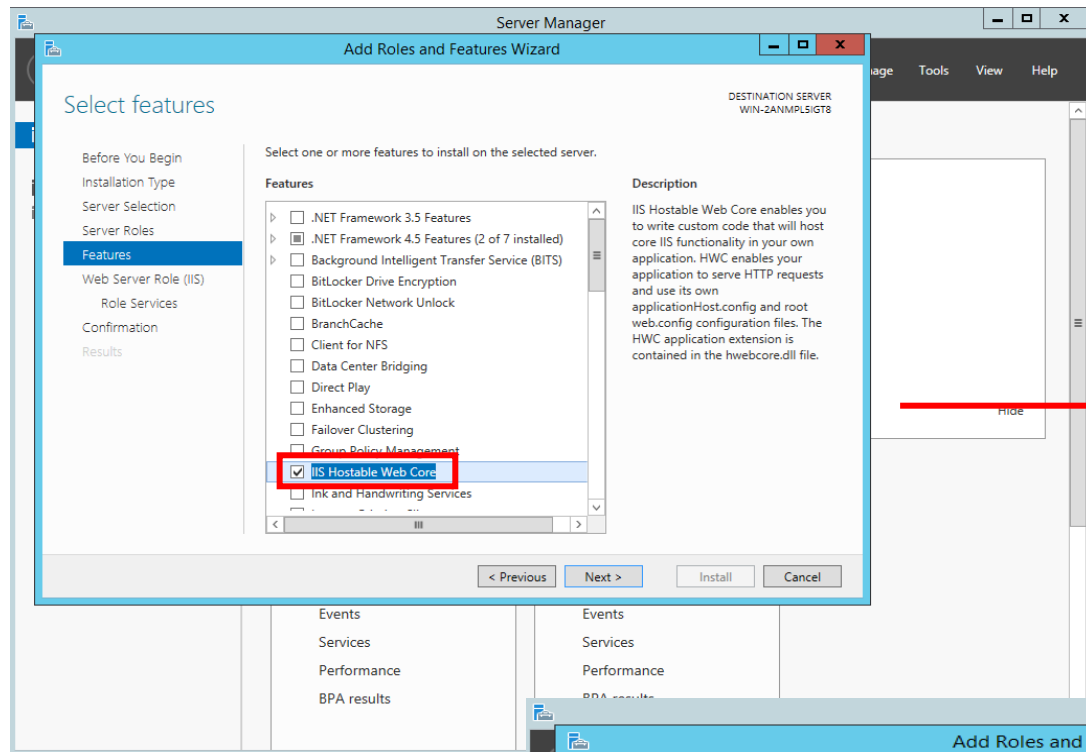 Server Manager
Add Roles and Features Wizard
Tools
View
Help
Select features
DESTINATION SERVER
WIN-2ANMPL5IGT8
Before You Begin
Installation Type
Server Selection
Server Roles
Features
Web Server Role (IIS)
Role Services
Confirmation
Results
Select one or more features to install on the selected server.
Features
.NET Framework 3.5 Features
.NET Framework 4.5 Features (2 of 7 installed)
Background Intelligent Transfer Service (BITS)
BitLocker Drive Encryption
BitLocker Network Unlock
BranchCache
Client for NFS
Data Center Bridging
Direct Play
Enhanced Storage
Failover Clustering
Group Policy Management
IIS Hostable Web Core
Ink and Handwriting Services
Description
IIS Hostable Web Core enables you
to write custom code that will host
core IIS functionality in your own
application. HWC enables your
application to serve HTTP requests
and use its own
applicationHost.config and root
web.config configuration files. The
HWC application extension is
contained in the hwebcore.dll file.
Hide
< Previous
Next >
Install
Cancel
Events
Services
Performance
BPA results
Events
Services
Performance
BPA results
Add Roles and